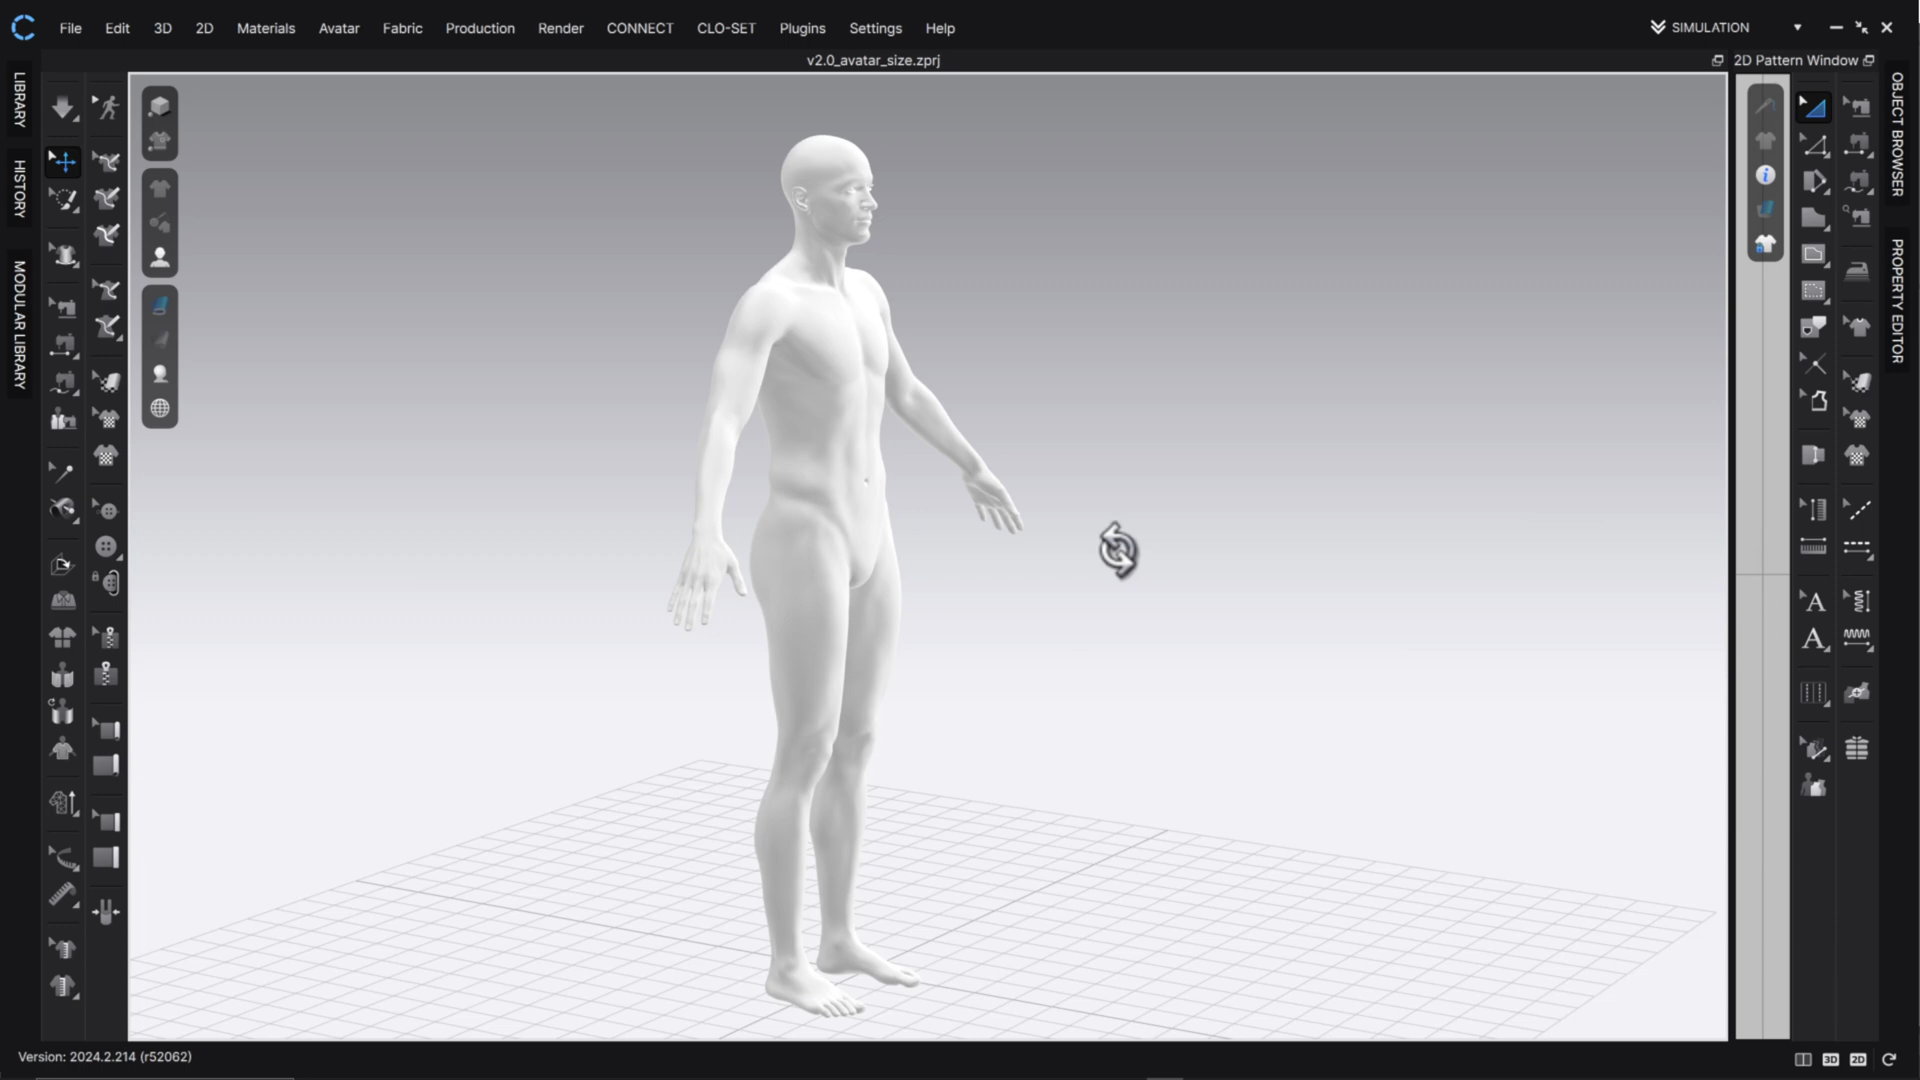 File Edit 3D 2D Materials Avatar Fabric Production Render CONNECT CLO-SET Plugins Settings Help SIMULATION
v2.0_avatar_size.zprj
2D Pattern Window
LIBRARY
HISTORY
MODULAR LIBRARY
OBJECT BROWSER
PROPERTY EDITOR
i
A
A
Version: 2024.2.214 (r52062)
3D 2D